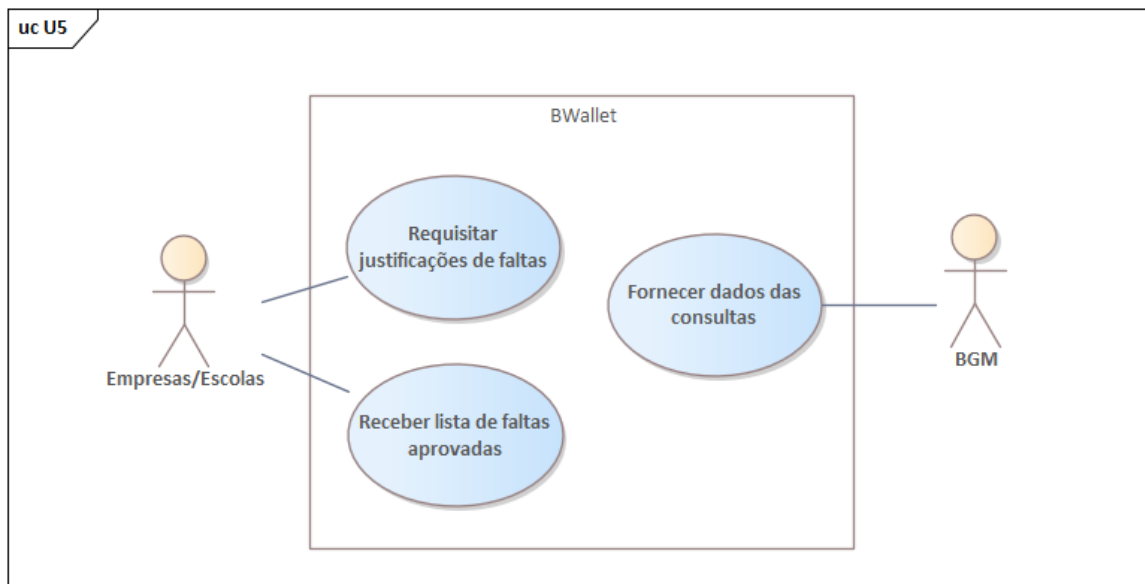 uc U5
BWallet
Requisitar
justificações de faltas
Fornecer dados das
consultas
Empresas/Escolas
BGM
Receber lista de faltas
aprovadas